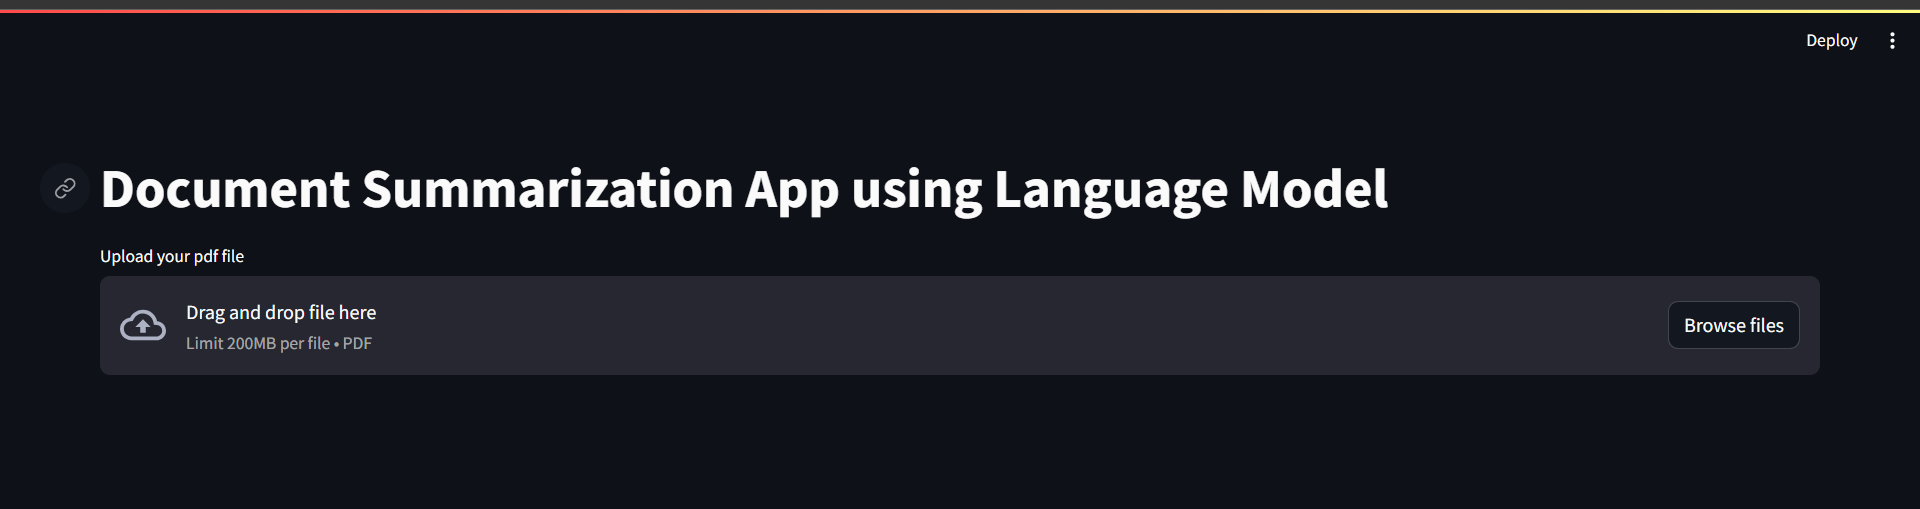 Deploy
Document Summarization App using Language Model
Upload your pdf file
Drag and drop file here
Limit 200MB per file • PDF
Browse files